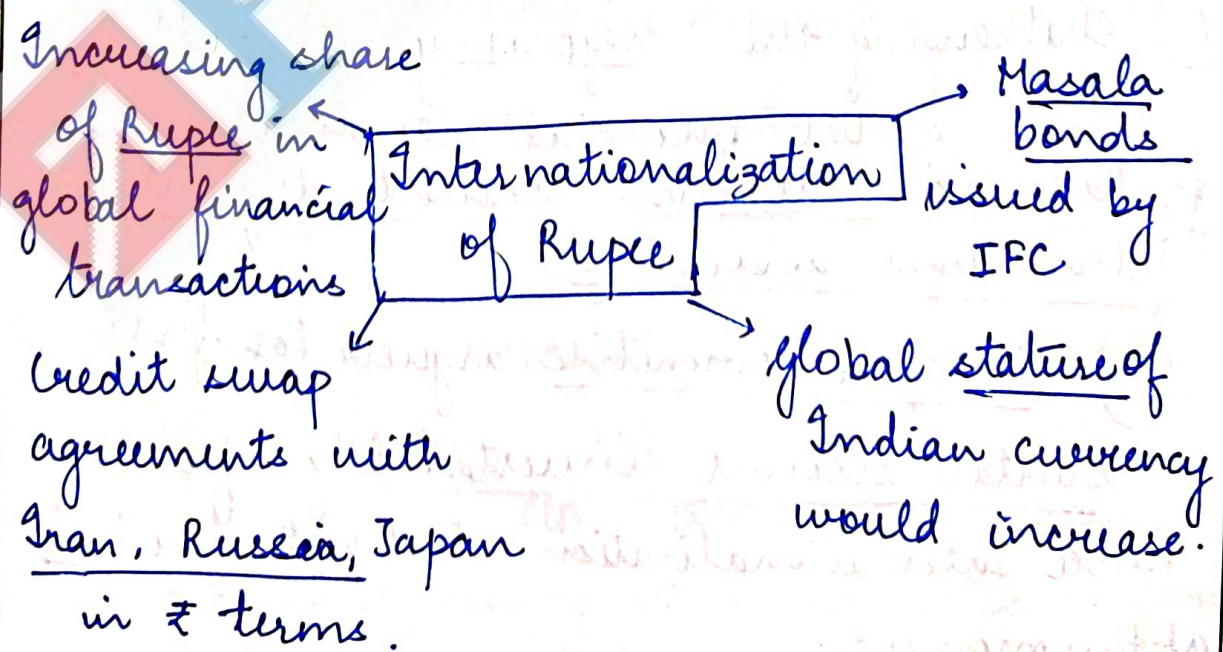 Increasing share
of Rupee in
global financial
transactions
Internationalization
of Rupee
Masala
bonds
issued by
IFC
Credit swap
agreements with
Iran, Russia, Japan
in ₹ terms.
Global stature of
Indian currency
would increase.